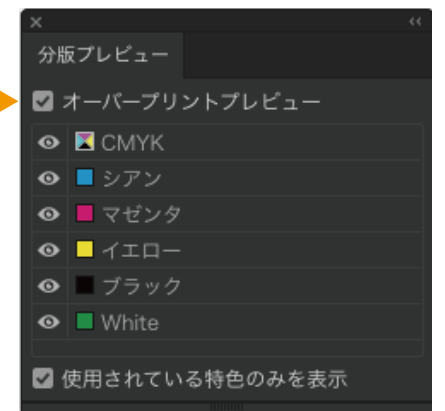 分版プレビュー
オーバープリントプレビュー
CMYK
シアン
マゼンタ
イエロー
ブラック
White
使用されている特色のみを表示